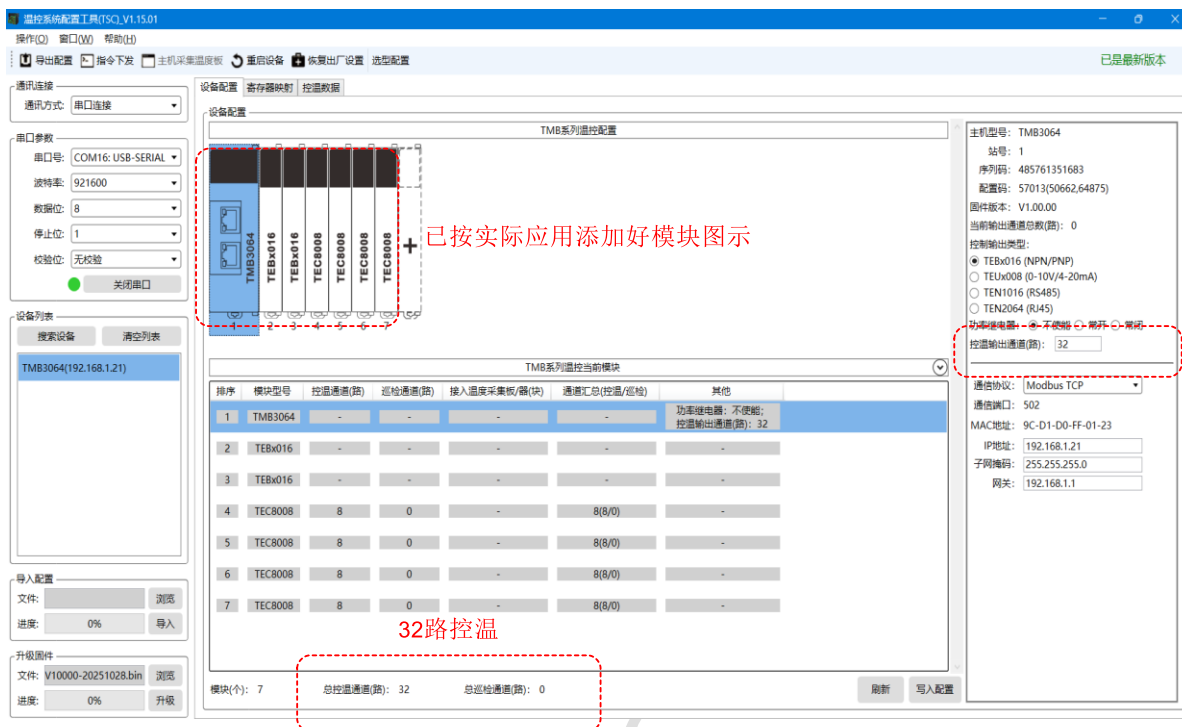 温控系统配置工具(TSC)_V1.15.01
操作(O) 窗口(W) 帮助(H)
导出配置 指令下发 主机采集温度板 重启设备 恢复出厂设置 选型配置 已是最新版本
通讯连接
通讯方式: 串口连接
串口参数
串口号: COM16: USB-SERIAL
波特率: 921600
数据位: 8
停止位: 1
校验位: 无校验
关闭串口
设备列表
搜索设备 清空列表
TMB3064(192.168.1.21)
导入配置
文件: 浏览
进度: 0% 导入
升级固件
文件: V10000-20251028.bin 浏览
进度: 0% 升级
设备配置 寄存器映射 控温数据
设备配置
TMB系列温控配置
TMB3064 TEBx016 TEBx016 TEC8008 TEC8008 TEC8008 TEC8008 +
1 2 3 4 5 6 7
已按实际应用添加好模块图示
TMB系列温控当前模块
排序 模块型号 控温通道(路) 巡检通道(路) 接入温度采集板/器(块) 通道汇总(控温/巡检) 其他
1 TMB3064 - - - - 功率继电器: 不使能;
控温输出通道(路): 32
2 TEBx016 - - - - -
3 TEBx016 - - - - -
4 TEC8008 8 0 - 8(8/0) -
5 TEC8008 8 0 - 8(8/0) -
6 TEC8008 8 0 - 8(8/0) -
7 TEC8008 8 0 - 8(8/0) -
32路控温
模块(个): 7 总控温通道(路): 32 总巡检通道(路): 0 刷新 写入配置
主机型号: TMB3064
站号: 1
序列码: 485761351683
配置码: 57013(50662,64875)
固件版本: V1.00.00
当前输出通道总数(路): 0
控制输出类型:
TEBx016 (NPN/PNP)
TEUx008 (0-10V/4-20mA)
TEN1016 (RS485)
TEN2064 (RJ45)
功率继电器: 不使能 常开 常闭
控温输出通道(路): 32
通信协议: Modbus TCP
通信端口: 502
MAC地址: 9C-D1-D0-FF-01-23
IP地址: 192.168.1.21
子网掩码: 255.255.255.0
网关: 192.168.1.1